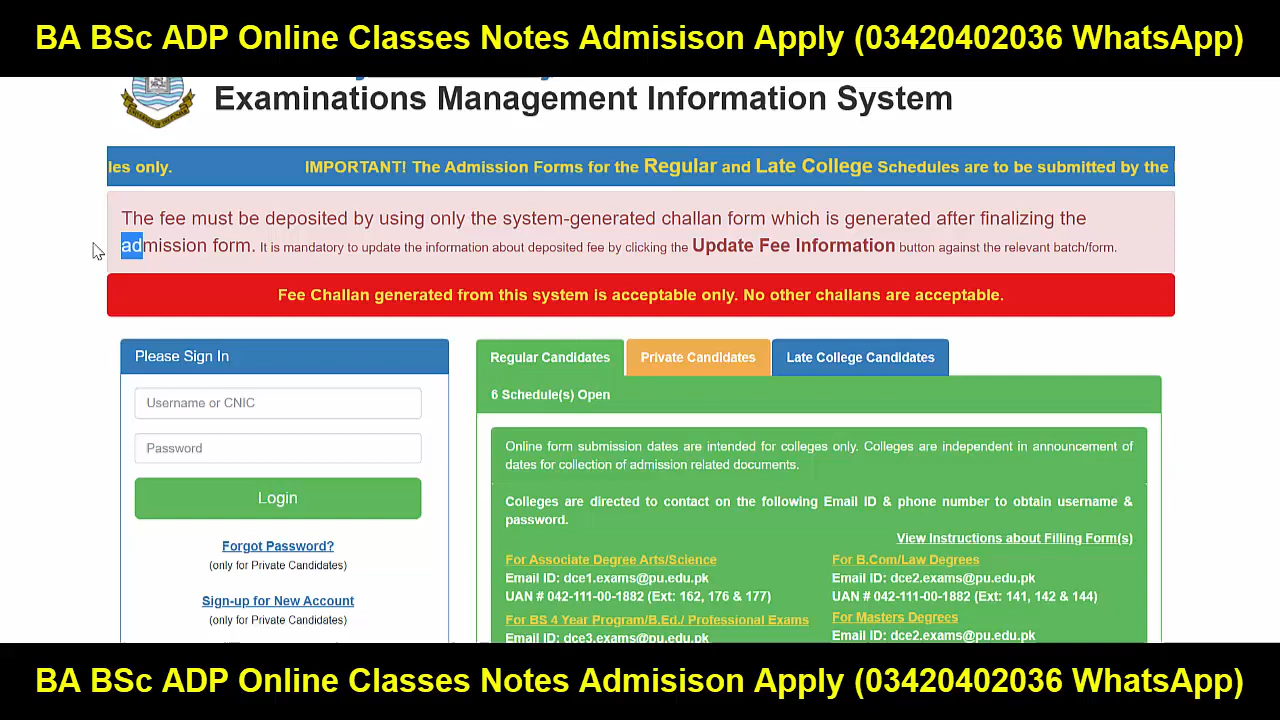 BA BSc ADP Online Classes Notes Admisison Apply (03420402036 WhatsApp)
Examinations Management Information System
les only. IMPORTANT! The Admission Forms for the Regular and Late College Schedules are to be submitted by the
The fee must be deposited by using only the system-generated challan form which is generated after finalizing the
admission form. It is mandatory to update the information about deposited fee by clicking the Update Fee Information button against the relevant batch/form.
Fee Challan generated from this system is acceptable only. No other challans are acceptable.
Please Sign In
Username or CNIC
Password
Login
Forgot Password?
(only for Private Candidates)
Sign-up for New Account
(only for Private Candidates)
Regular Candidates Private Candidates Late College Candidates
6 Schedule(s) Open
Online form submission dates are intended for colleges only. Colleges are independent in announcement of
dates for collection of admission related documents.
Colleges are directed to contact on the following Email ID & phone number to obtain username &
password.
View Instructions about Filling Form(s)
For Associate Degree Arts/Science
Email ID: dce1.exams@pu.edu.pk
UAN # 042-111-00-1882 (Ext: 162, 176 & 177)
For BS 4 Year Program/B.Ed./ Professional Exams
Email ID: dce3.exams@pu.edu.pk
For B.Com/Law Degrees
Email ID: dce2.exams@pu.edu.pk
UAN # 042-111-00-1882 (Ext: 141, 142 & 144)
For Masters Degrees
Email ID: dce2.exams@pu.edu.pk
BA BSc ADP Online Classes Notes Admisison Apply (03420402036 WhatsApp)